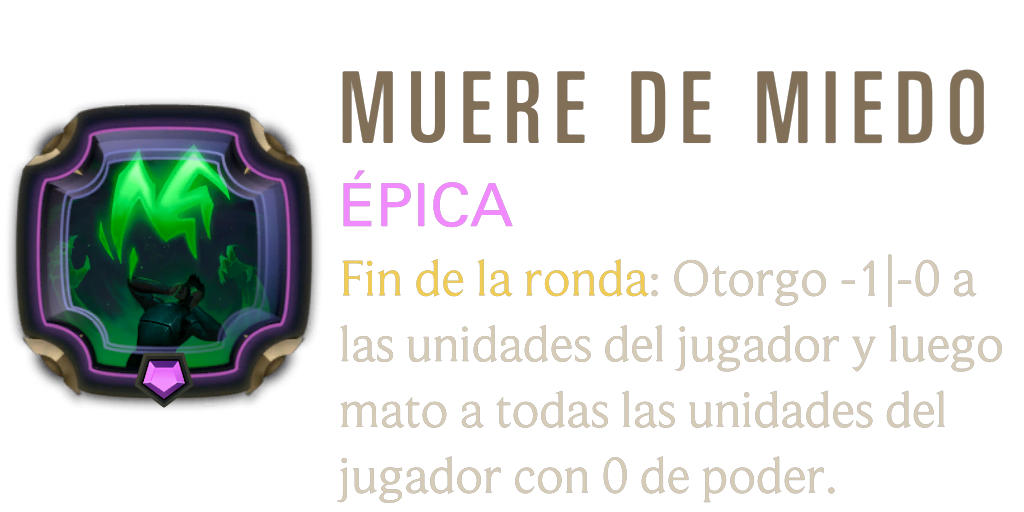 MUERE DE MIEDO
ÉPICA
Fin de la ronda: Otorgo -1|-0 a
las unidades del jugador y luego
mato a todas las unidades del
jugador con 0 de poder.